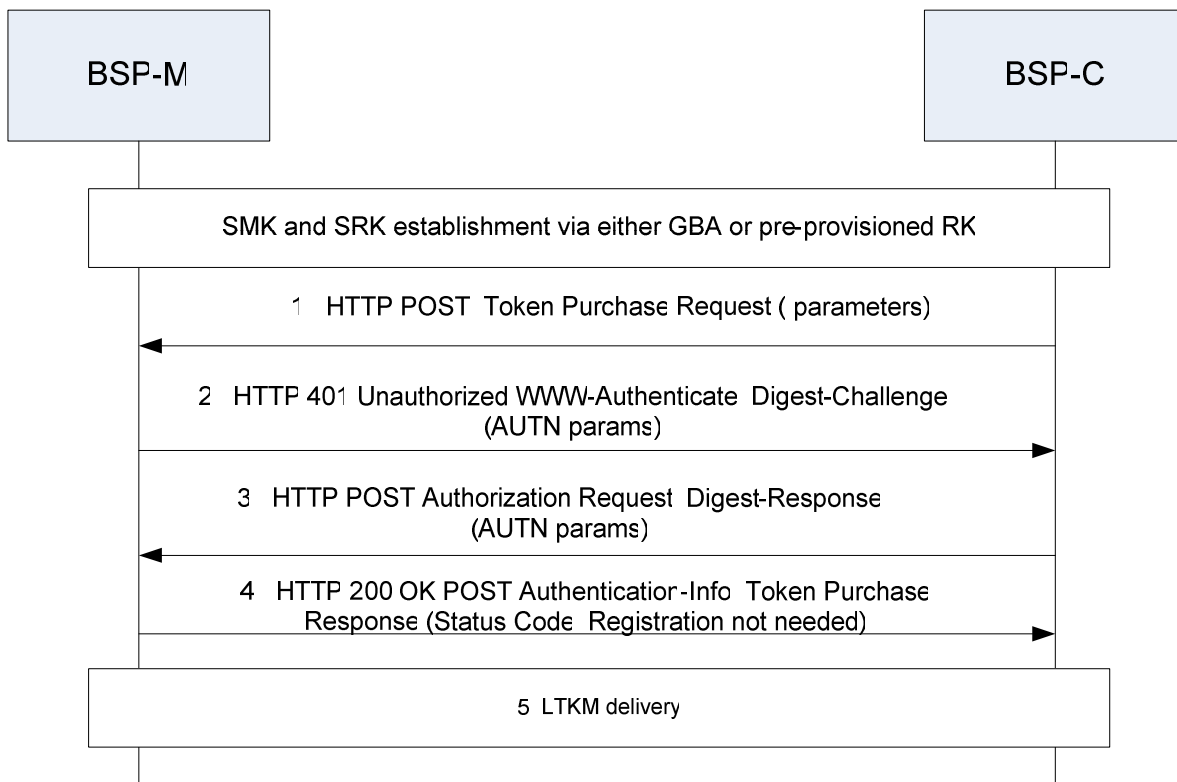 BSP-M
BSP-C
SMK and SRK establishment via either GBA or pre-provisioned RK
1 HTTP POST Token Purchase Request ( parameters)
2 HTTP 401 Unauthorized WWW-Authenticate Digest-Challenge
(AUTN params)
3 HTTP POST Authorization Request Digest-Response
(AUTN params)
4 HTTP 200 OK POST Authentication-Info Token Purchase
Response (Status Code Registration not needed)
5 LTKM delivery